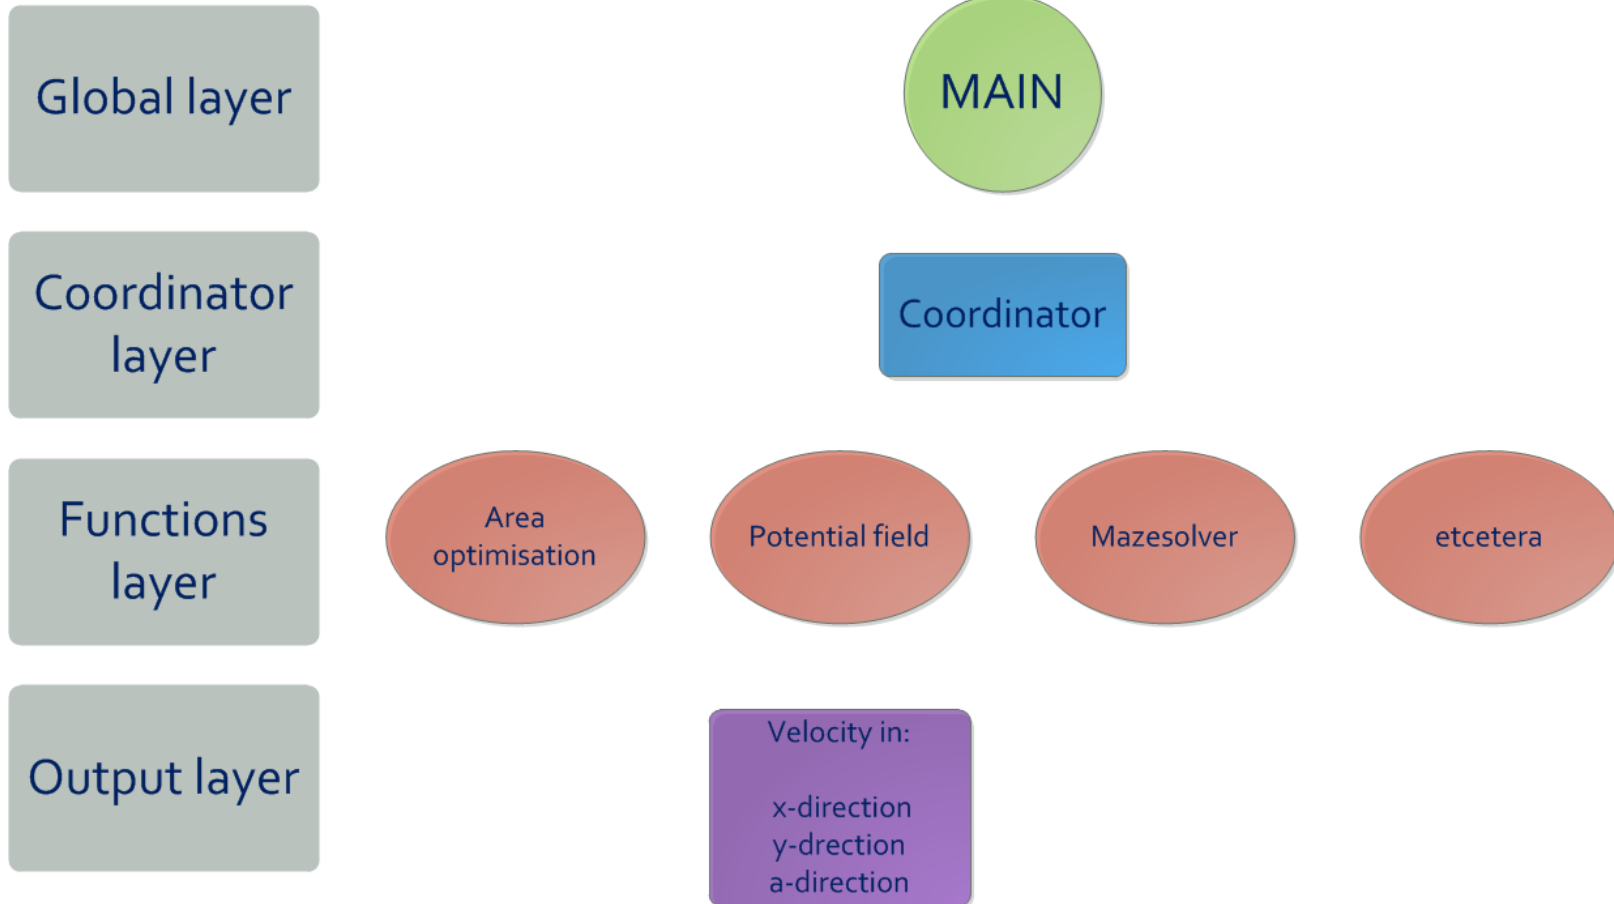 Global layer
MAIN
Coordinator
layer
Coordinator
Functions
layer
Area
optimisation
Potential field
Mazesolver
etcetera
Output layer
Velocity in:
x-direction
y-drection
a-direction